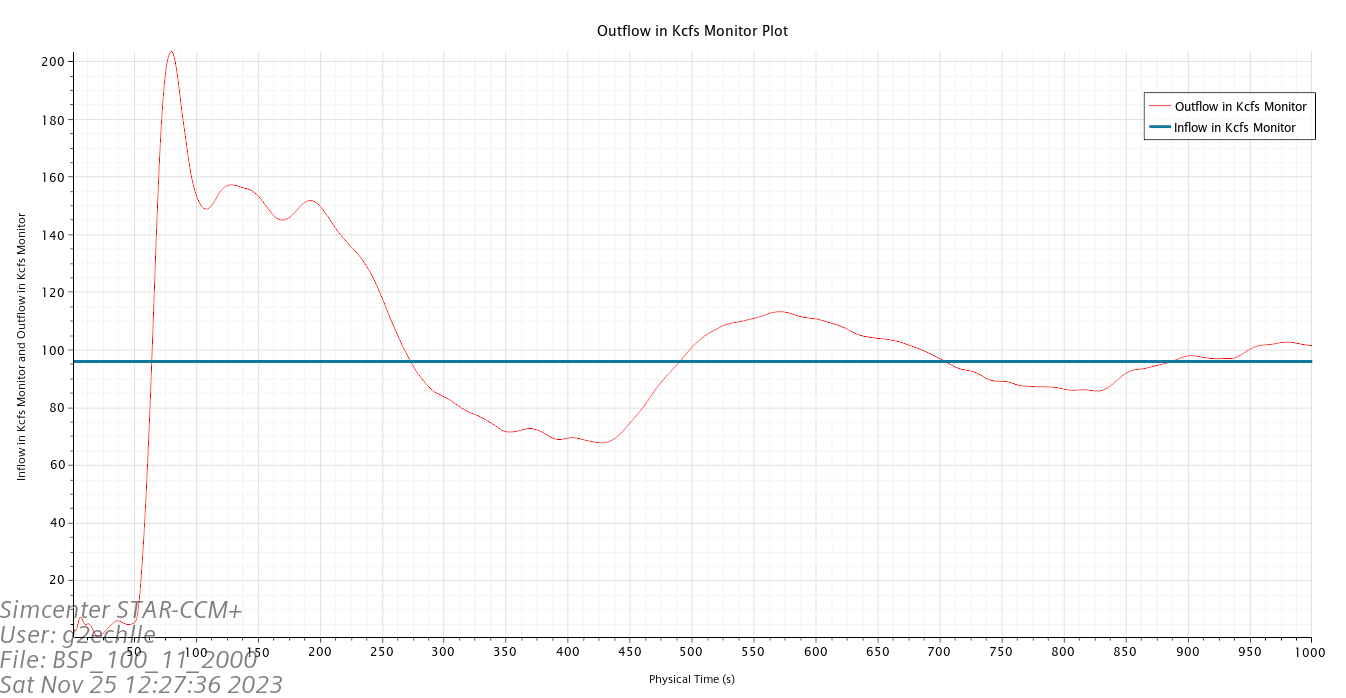 Outflow in Kcfs Monitor Plot
Outflow in Kcfs Monitor
Inflow in Kcfs Monitor
Inflow in Kcfs Monitor and Outflow in Kcfs Monitor
200
180
160
140
120
100
80
60
40
20
50 100 150 200 250 300 350 400 450 500 550 600 650 700 750 800 850 900 950 1000
Physical Time (s)
Simcenter STAR-CCM+
User: g2echlle
File: BSP_100_11_2000
Sat Nov 25 12:27:36 2023